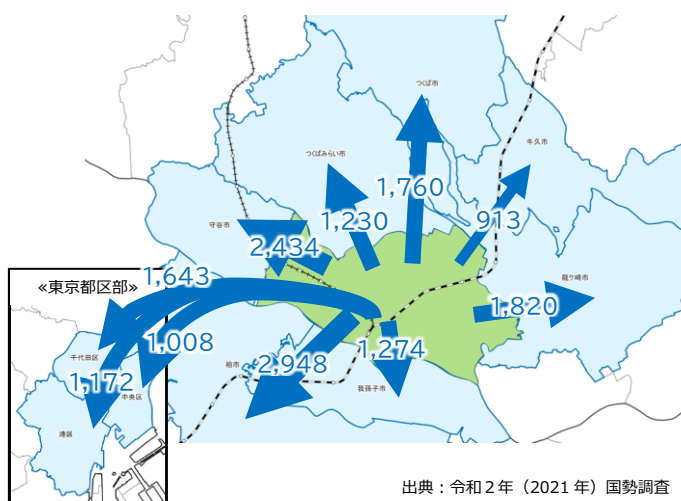 つくば市
牛久市
つくばみらい市
1,760
913
守谷市
1,230
2,434
龍ケ崎市
«東京都区部»
1,643
1,820
1,008
1,274
千代田区
柏市
2,948
1,172
中央区
我孫子市
港区
出典：令和２年（2021 年）国勢調査